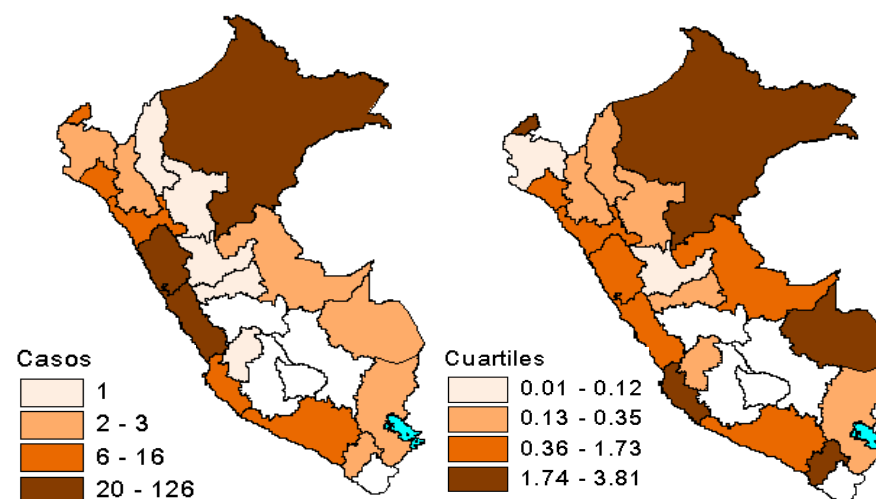 Casos
1
2 - 3
6 - 16
20 - 126
Cuartiles
0.01 - 0.12
0.13 - 0.35
0.36 - 1.73
1.74 - 3.81